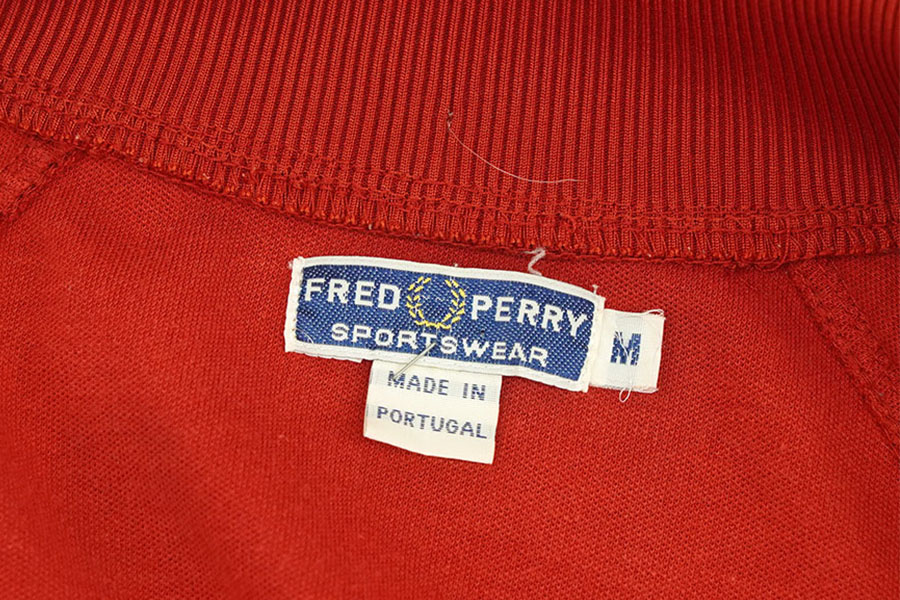 FRED PERRY
SPORTSWEAR
M
MADE IN
PORTUGAL